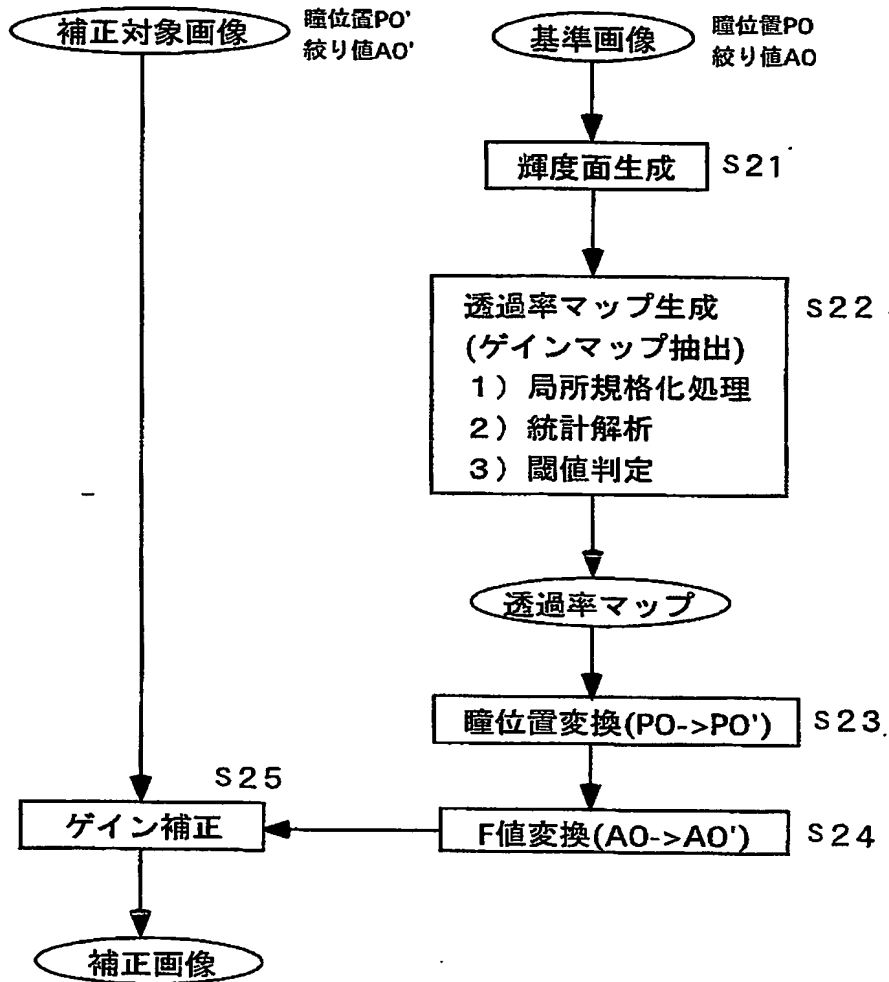 補正対象画像
瞳位置PO'
絞り値AO'
基準画像
瞳位置PO
絞り値AO
輝度面生成
S21
透過率マップ生成
(ゲインマップ抽出)
1）局所規格化処理
2）統計解析
3）閾値判定
S22
透過率マップ
瞳位置変換(PO->PO')
S23
F値変換(AO->AO')
S24
S25
ゲイン補正
補正画像